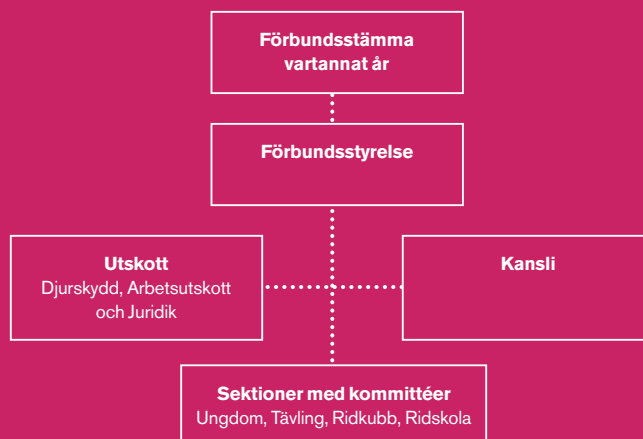 Förbundsstämma
vartannat år
Förbundsstyrelse
Utskott
Djurskydd, Arbetsutskott
och Juridik
Kansli
Sektioner med kommittéer
Ungdom, Tävling, Ridkubb, Ridskola